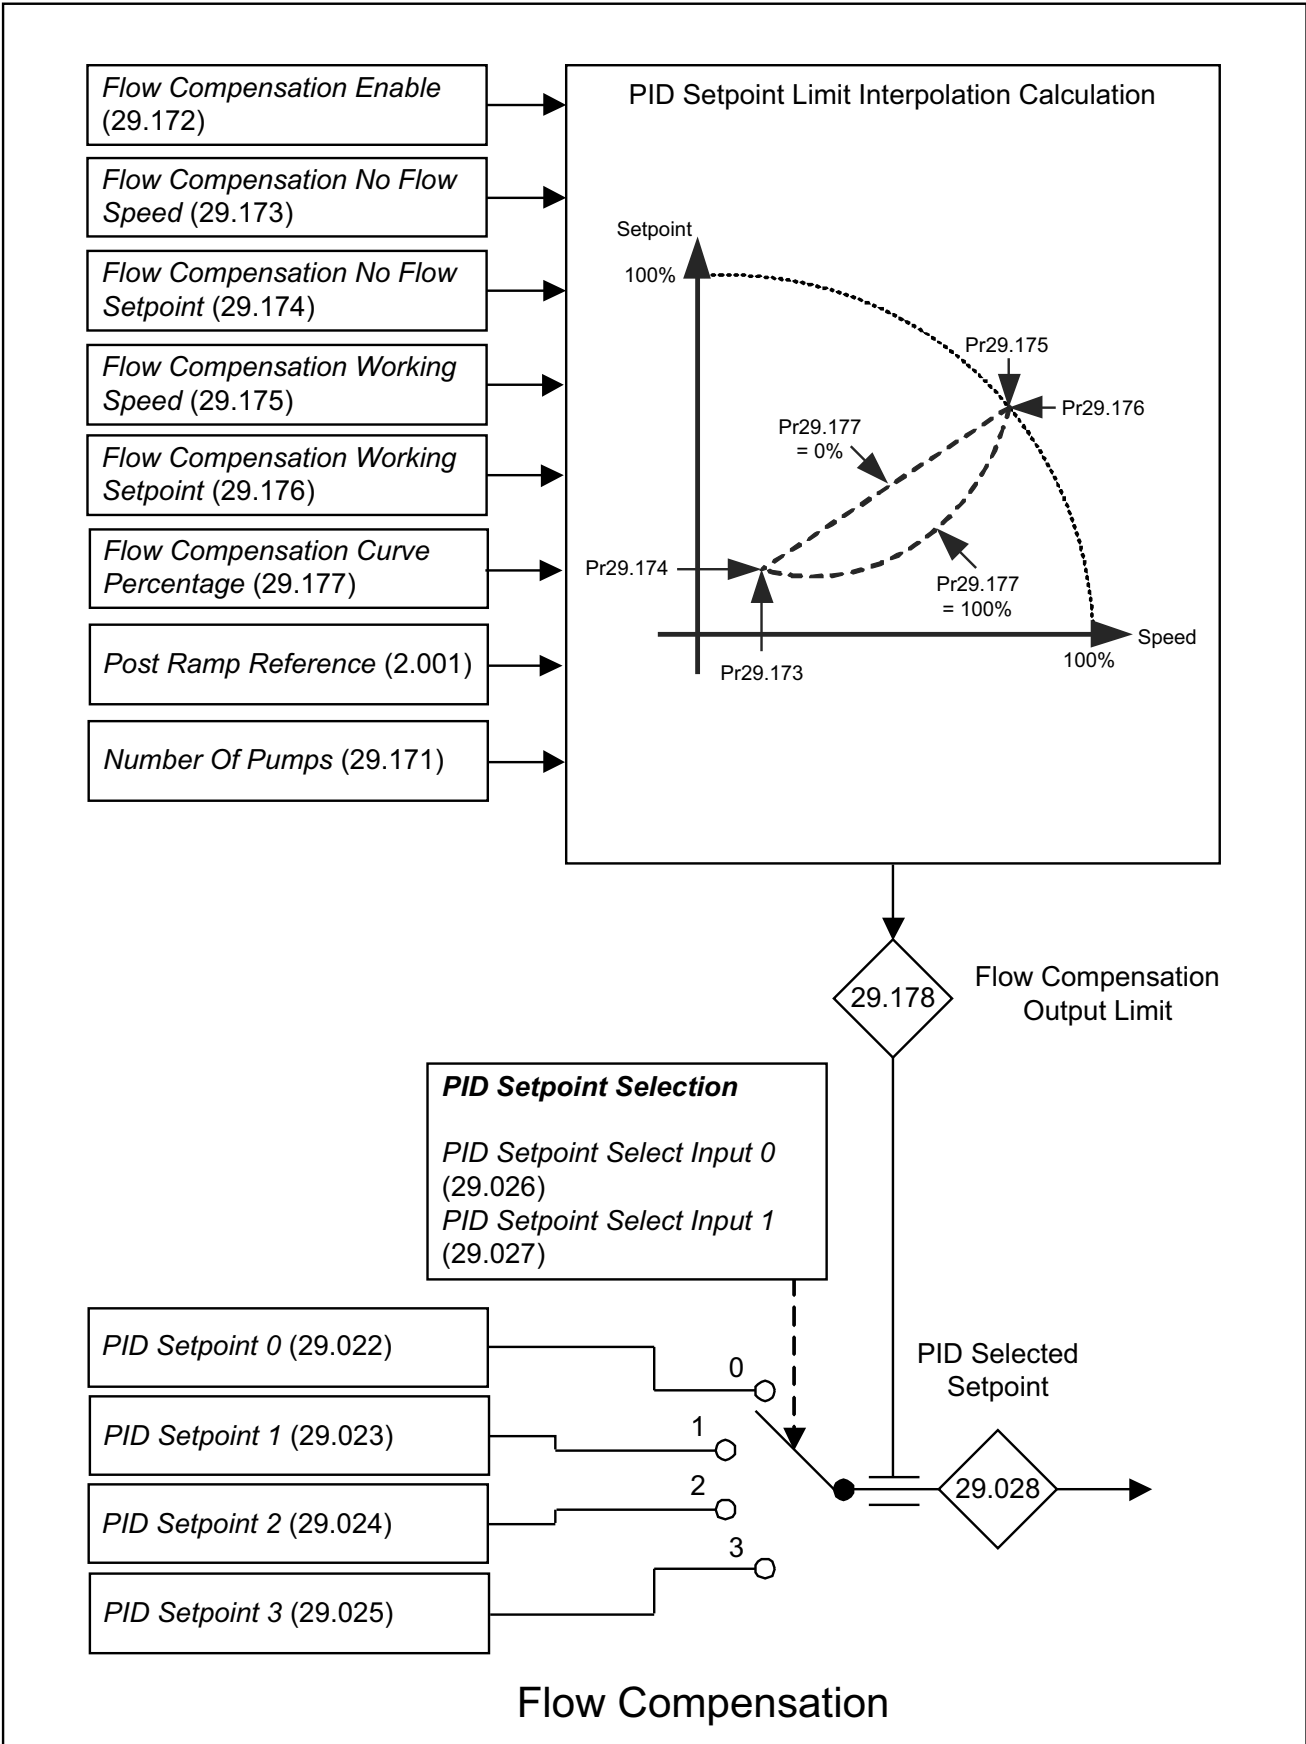 Flow Compensation Enable
(29.172)
Flow Compensation No Flow
Speed (29.173)
Flow Compensation No Flow
Setpoint (29.174)
Flow Compensation Working
Speed (29.175)
Flow Compensation Working
Setpoint (29.176)
Flow Compensation Curve
Percentage (29.177)
Post Ramp Reference (2.001)
Number Of Pumps (29.171)
PID Setpoint Limit Interpolation Calculation
Setpoint
100%
Pr29.175
Pr29.176
Pr29.177
= 0%
Pr29.174
Pr29.177
= 100%
Speed
100%
Pr29.173
29.178
Flow Compensation
Output Limit
PID Setpoint Selection
PID Setpoint Select Input 0
(29.026)
PID Setpoint Select Input 1
(29.027)
PID Setpoint 0 (29.022)
PID Setpoint 1 (29.023)
PID Setpoint 2 (29.024)
PID Setpoint 3 (29.025)
0
1
2
3
PID Selected
Setpoint
29.028
Flow Compensation